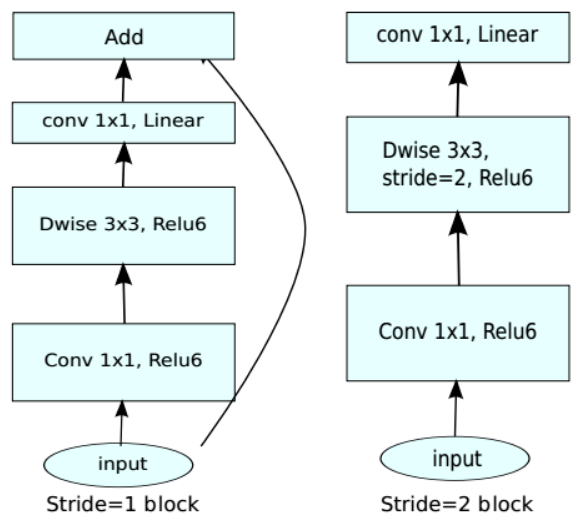 Add
conv 1x1, Linear
Dwise 3x3, Relu6
Conv 1x1, Relu6
input
Stride=1 block
conv 1x1, Linear
Dwise 3x3,
stride=2, Relu6
Conv 1x1, Relu6
input
Stride=2 block